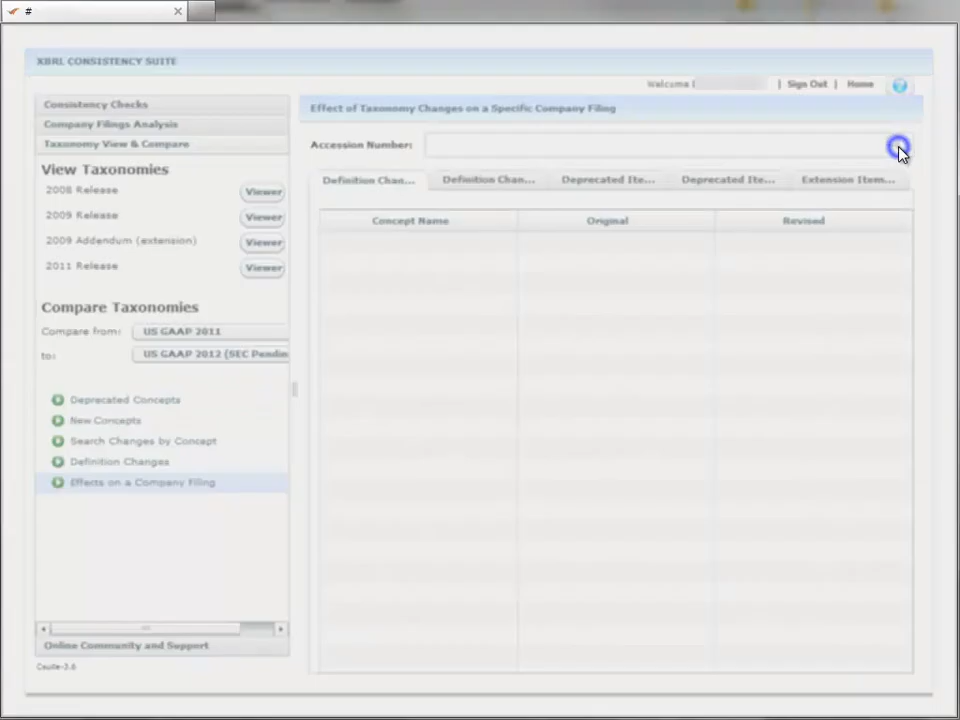 #
XBRL CONSISTENCY SUITE
Welcome [
| Sign Out | Home
Consistency Checks
Company Filings Analysis
Taxonomy View & Compare
View Taxonomies
2008 Release Viewer
2009 Release Viewer
2009 Addendum (extension) Viewer
2011 Release Viewer
Compare Taxonomies
Compare from: US GAAP 2011
to: US GAAP 2012 (SEC Pendin
Deprecated Concepts
New Concepts
Search Changes by Concept
Definition Changes
Effects on a Company Filing
Online Community and Support
Csuite-3.6
Effect of Taxonomy Changes on a Specific Company Filing
Accession Number:
Definition Chan... Definition Chan... Deprecated Ite... Deprecated Ite... Extension Item...
Concept Name Original Revised